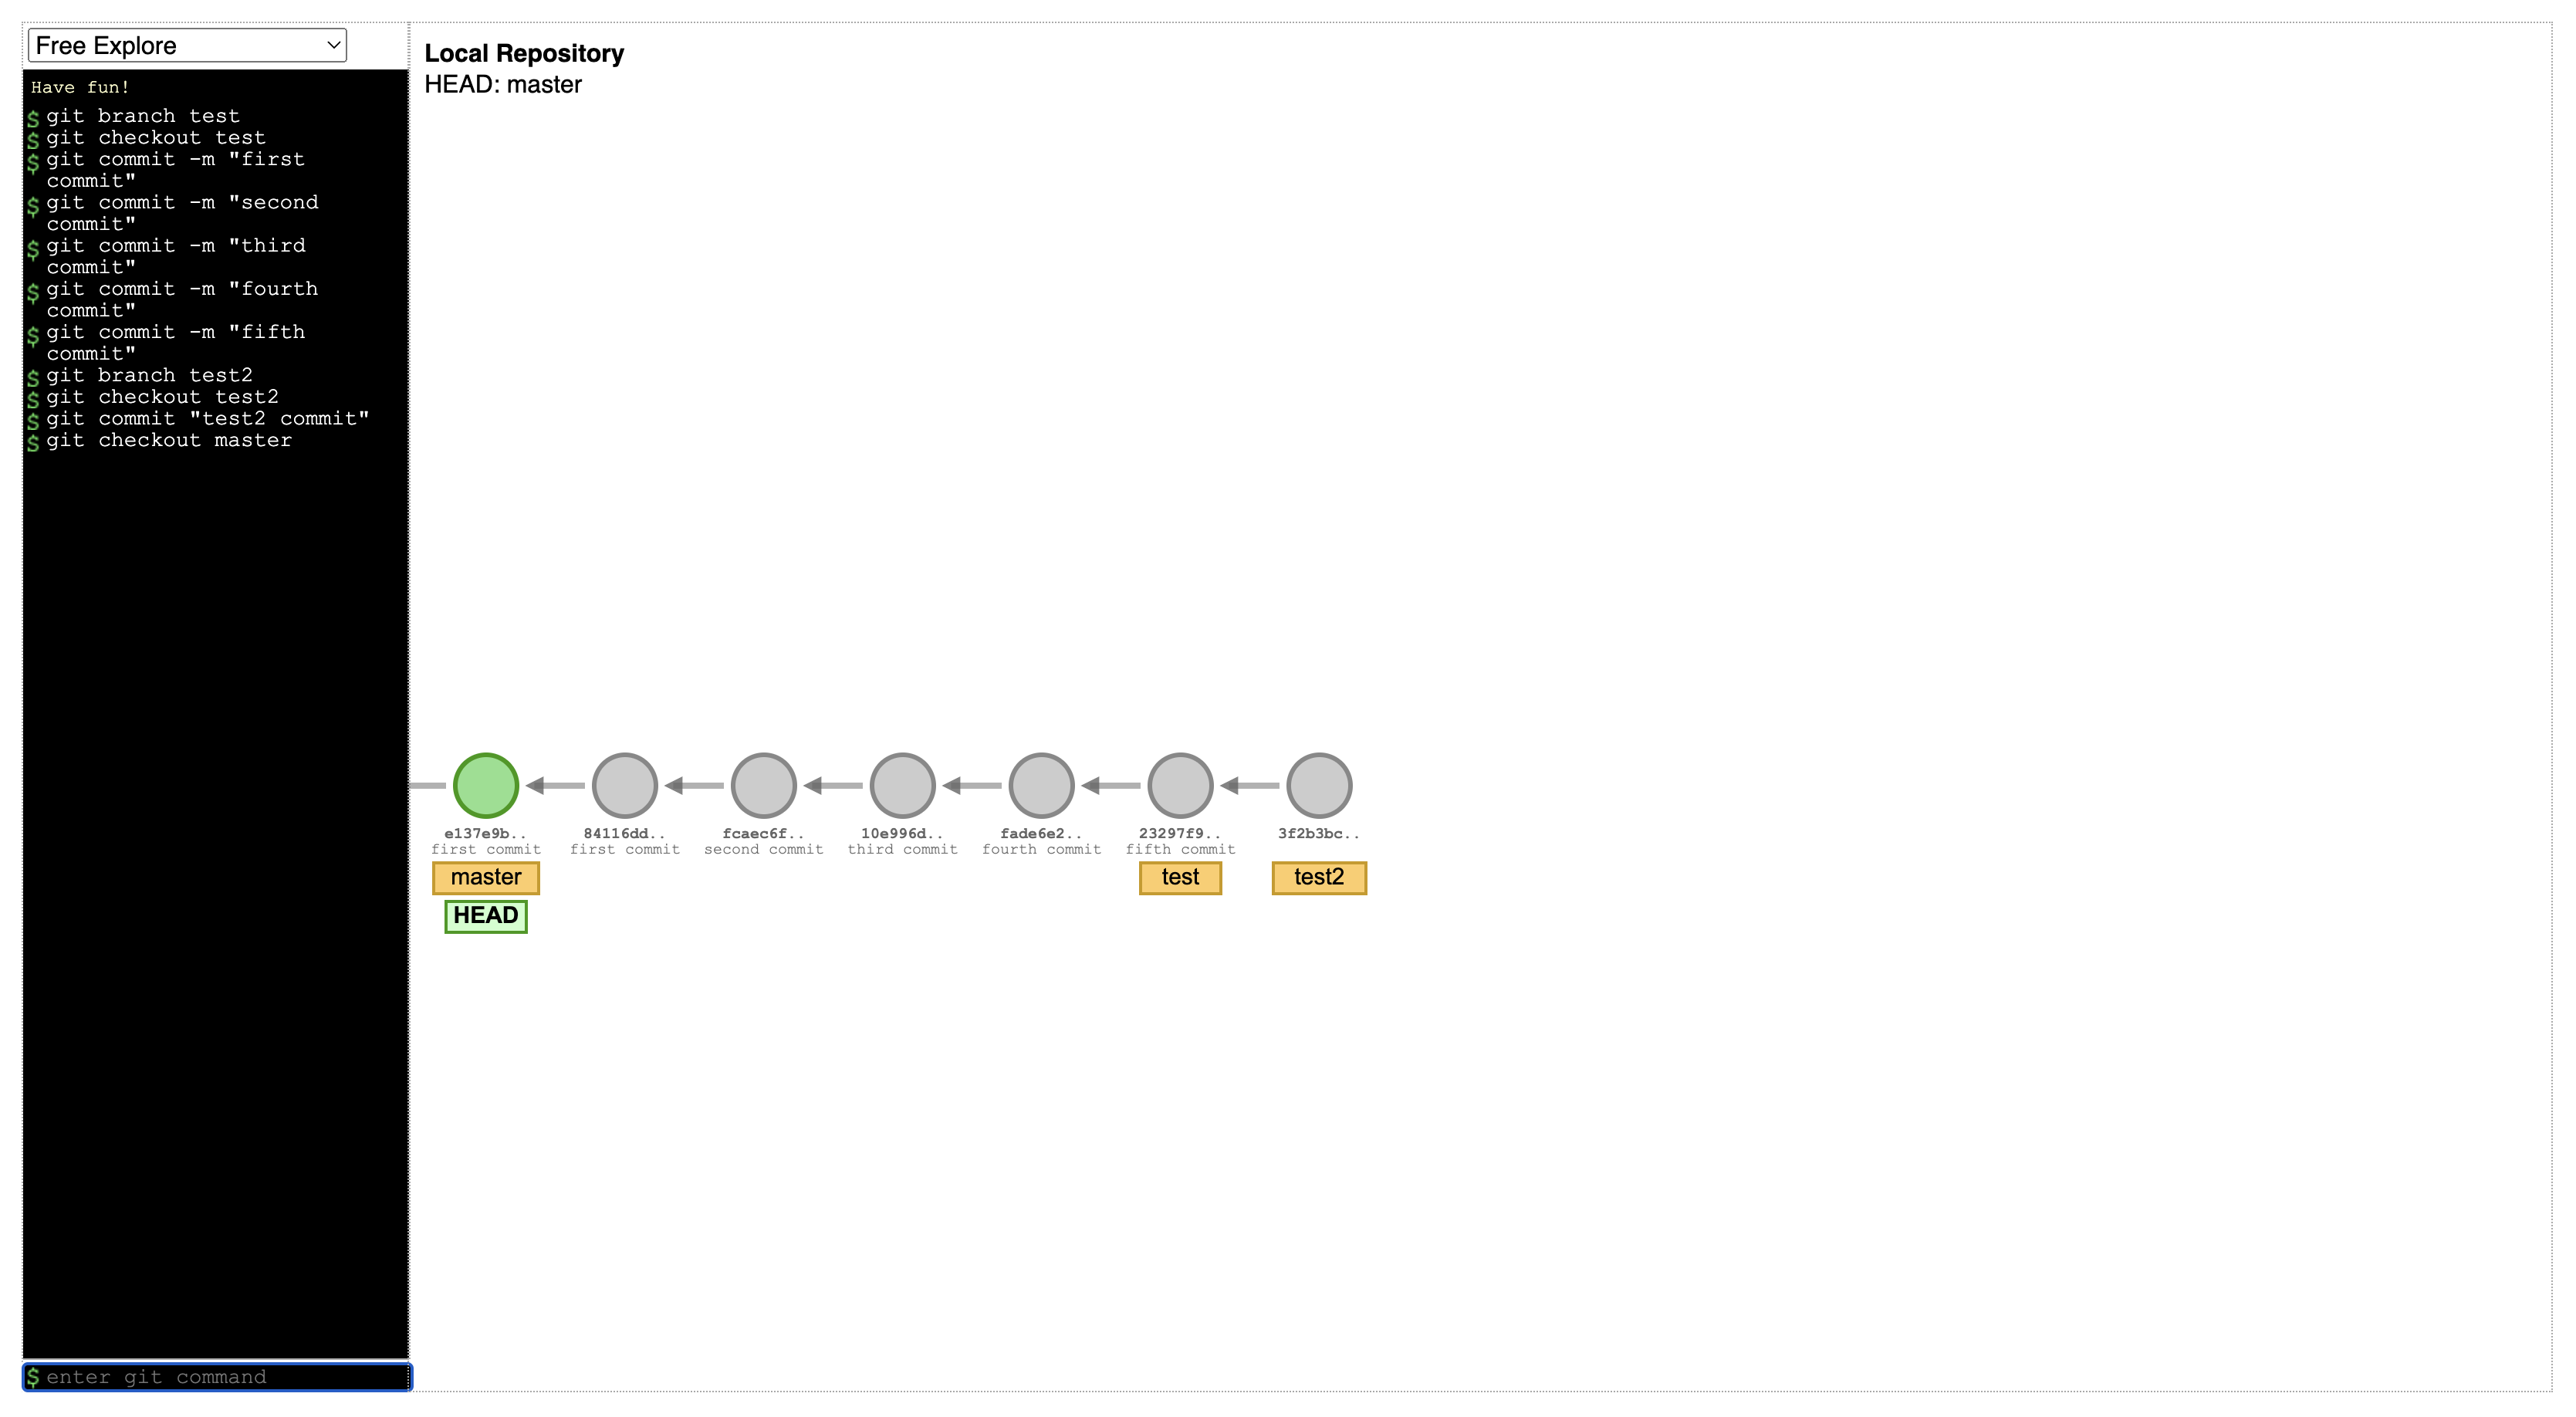 Free Explore
Have fun!
$ git branch test
$ git checkout test
$ git commit -m "first
commit"
$ git commit -m "second
commit"
$ git commit -m "third
commit"
$ git commit -m "fourth
commit"
$ git commit -m "fifth
commit"
$ git branch test2
$ git checkout test2
$ git commit "test2 commit"
$ git checkout master
$ enter git command
Local Repository
HEAD: master
e137e9b.. 84116dd.. fcaec6f.. 10e996d.. fade6e2.. 23297f9.. 3f2b3bc..
first commit first commit second commit third commit fourth commit fifth commit
master test test2
HEAD